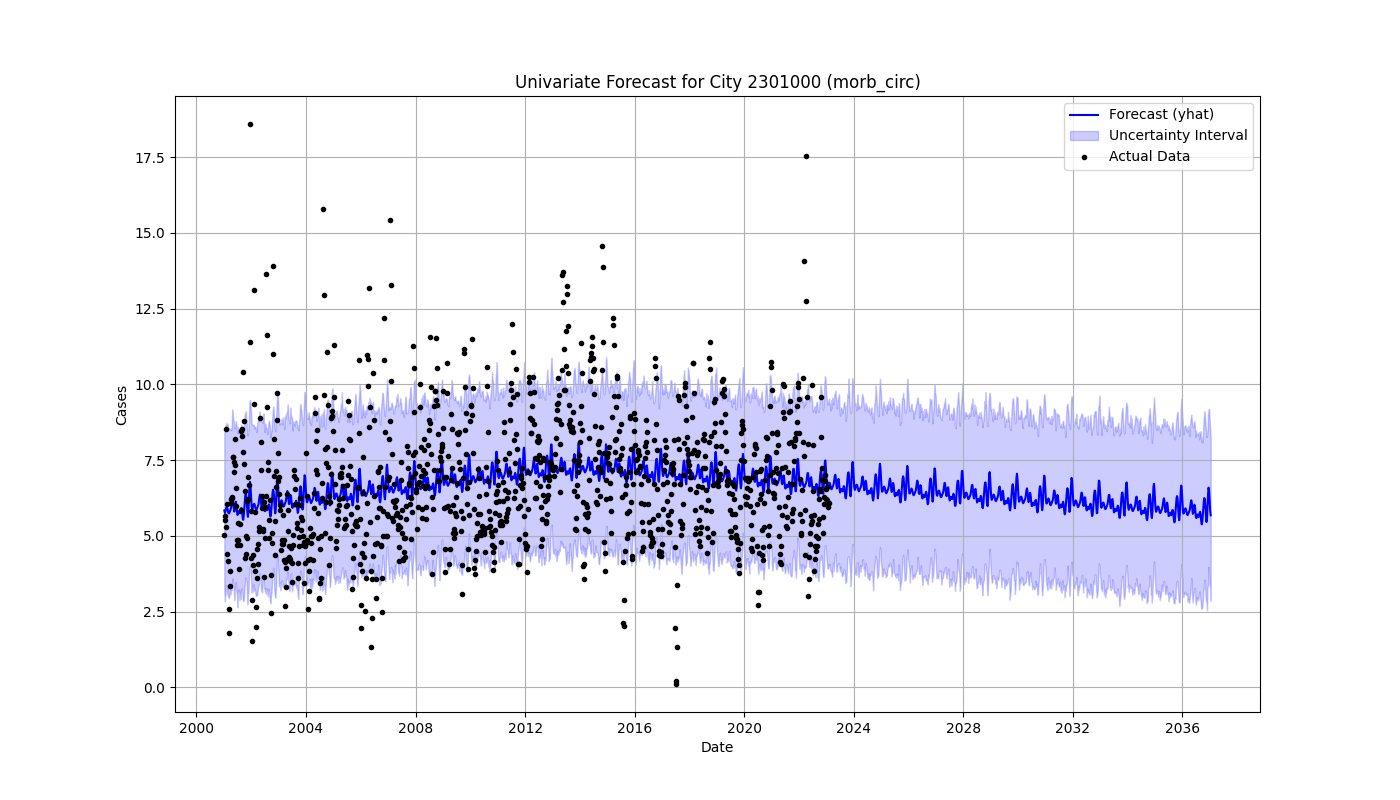 Univariate Forecast for City 2301000 (morb_circ)
Forecast (yhat)
Uncertainty Interval
Actual Data
17.5
15.0
12.5
10.0
7.5
5.0
2.5
0.0
Cases
2000 2004 2008 2012 2016 2020 2024 2028 2032 2036
Date